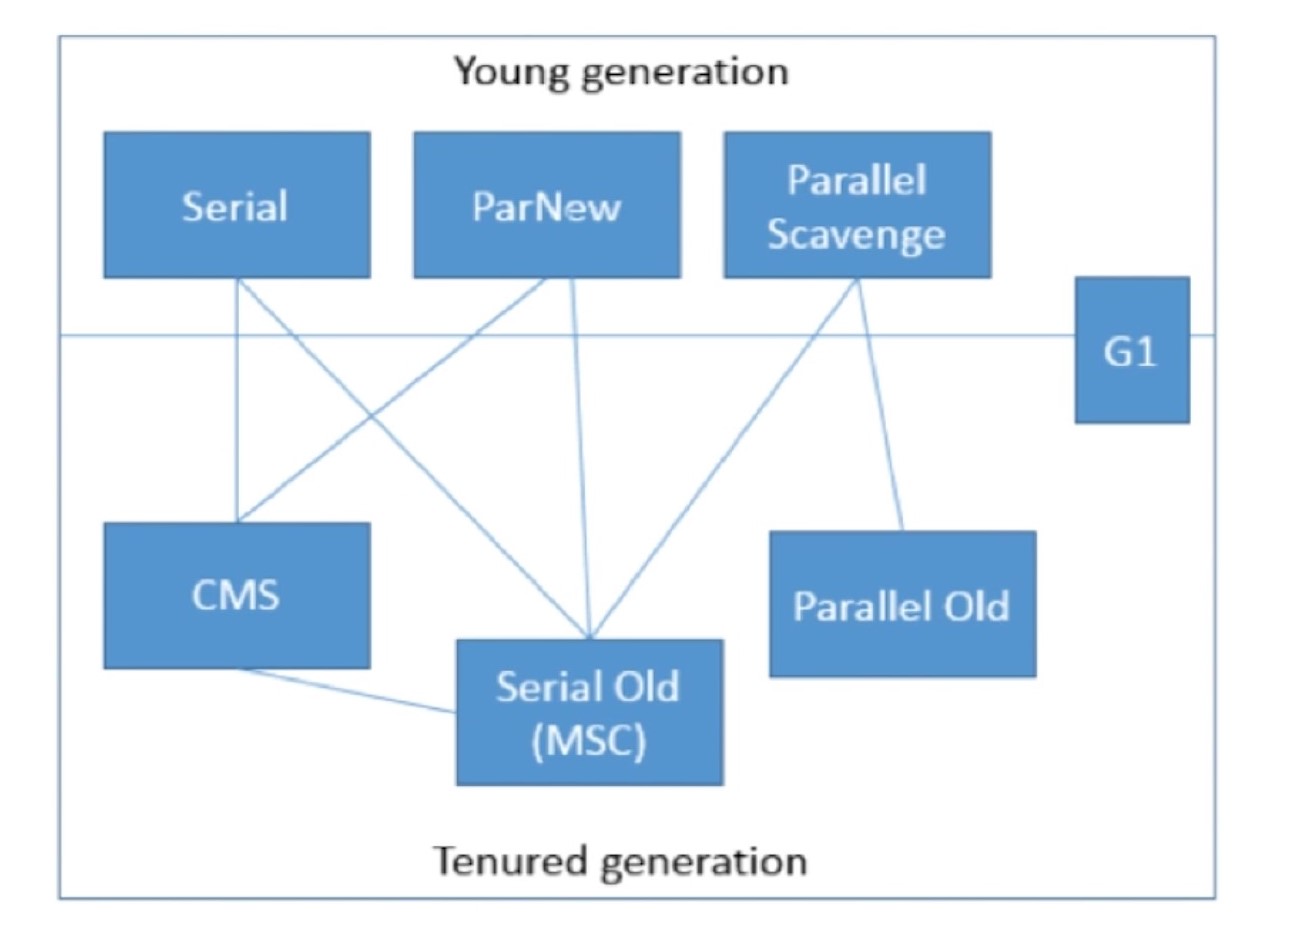 Young generation
Serial
ParNew
Parallel
Scavenge
G1
CMS
Parallel Old
Serial Old
(MSC)
Tenured generation